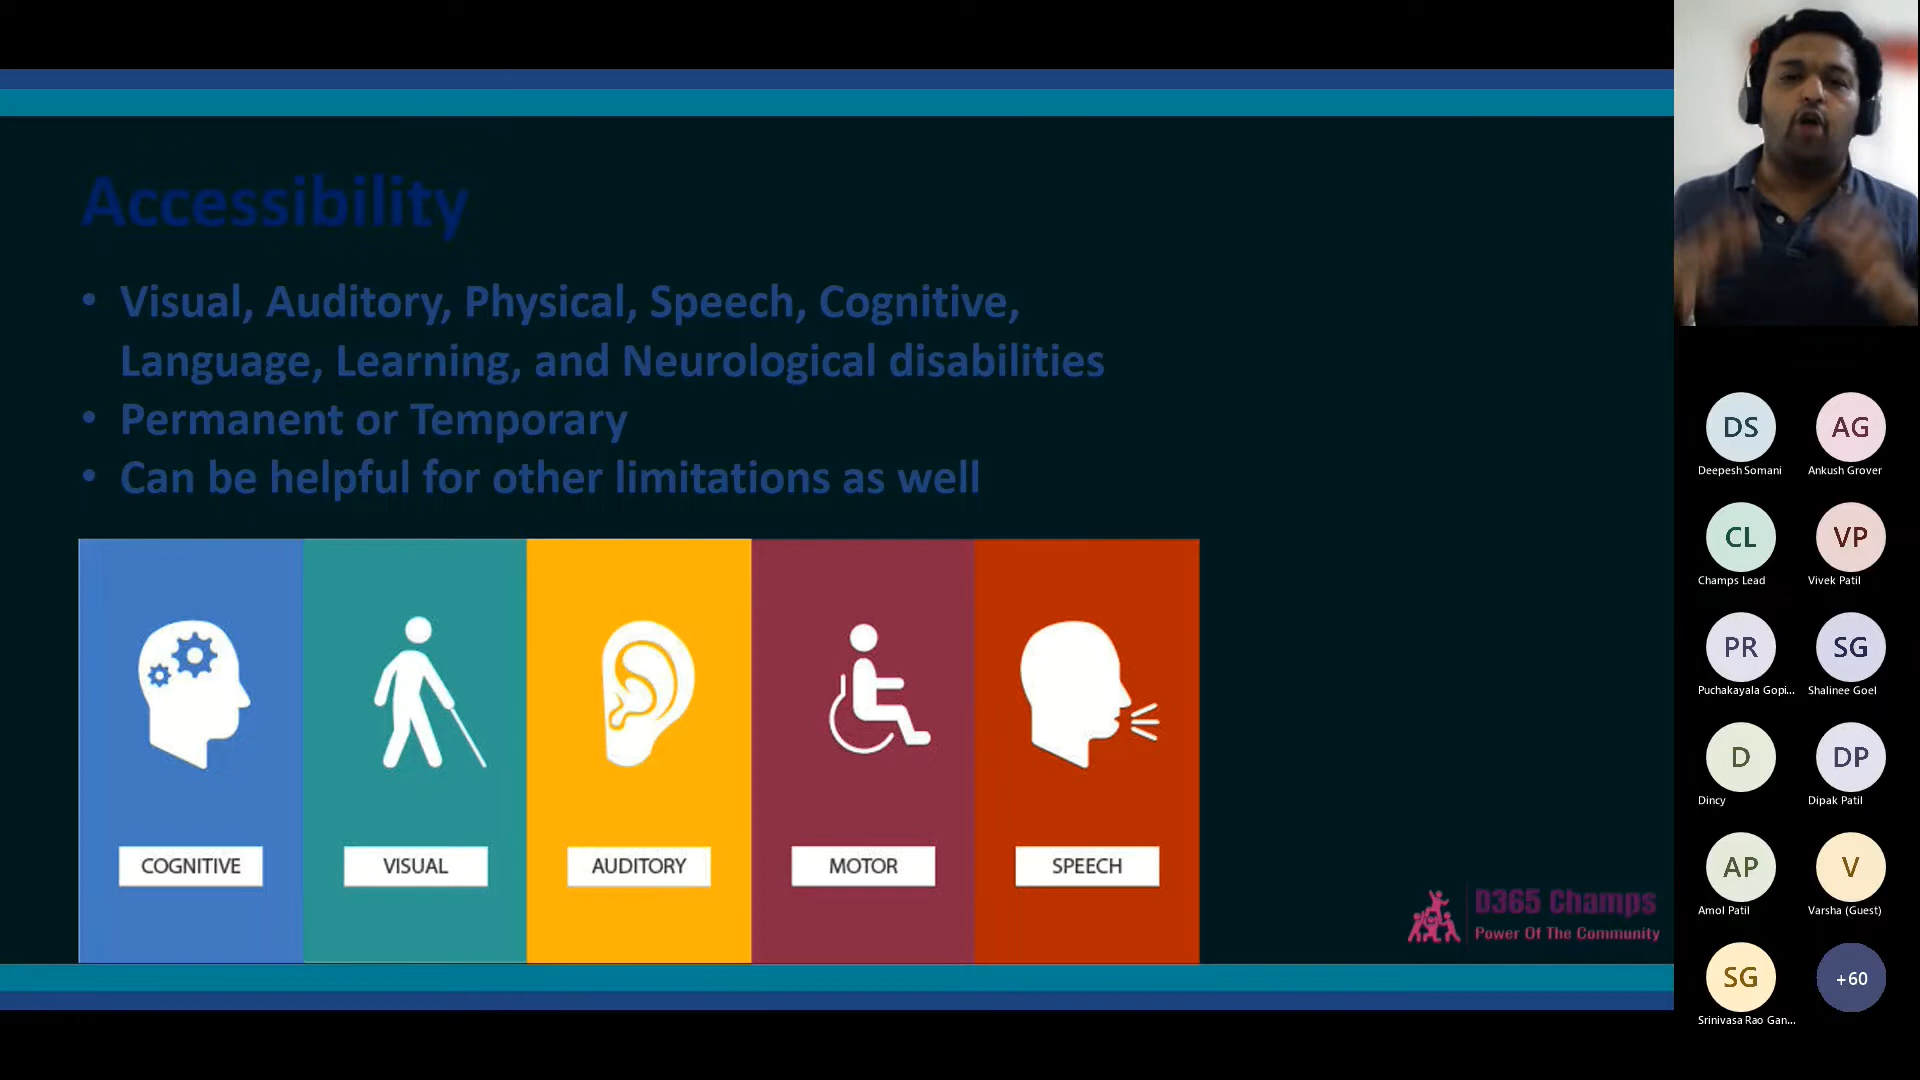 Accessibility
• Visual, Auditory, Physical, Speech, Cognitive,
Language, Learning, and Neurological disabilities
• Permanent or Temporary
• Can be helpful for other limitations as well
COGNITIVE
VISUAL
AUDITORY
MOTOR
SPEECH
D365 Champs
Power Of The Community
DS
AG
Deepesh Somani
Ankush Grover
CL
VP
Champs Lead
Vivek Patil
PR
SG
Puchakayala Gopi...
Shalinee Goel
D
DP
Dincy
Dipak Patil
AP
V
Amol Patil
Varsha (Guest)
SG
+60
Srinivasa Rao Gan...